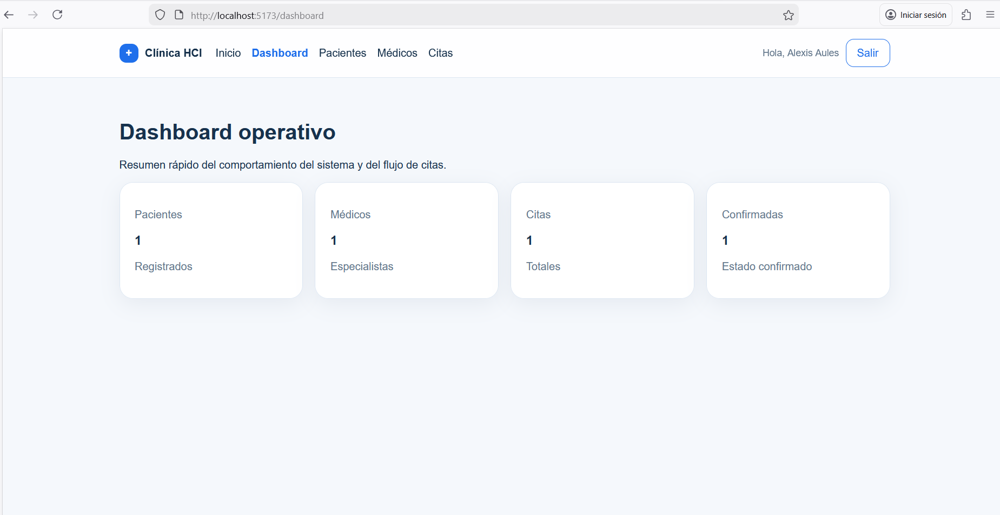 http://localhost:5173/dashboard
Iniciar sesión
+ Clínica HCI Inicio Dashboard Pacientes Médicos Citas Hola, Alexis Aules Salir
Dashboard operativo
Resumen rápido del comportamiento del sistema y del flujo de citas.
Pacientes
1
Registrados
Médicos
1
Especialistas
Citas
1
Totales
Confirmadas
1
Estado confirmado